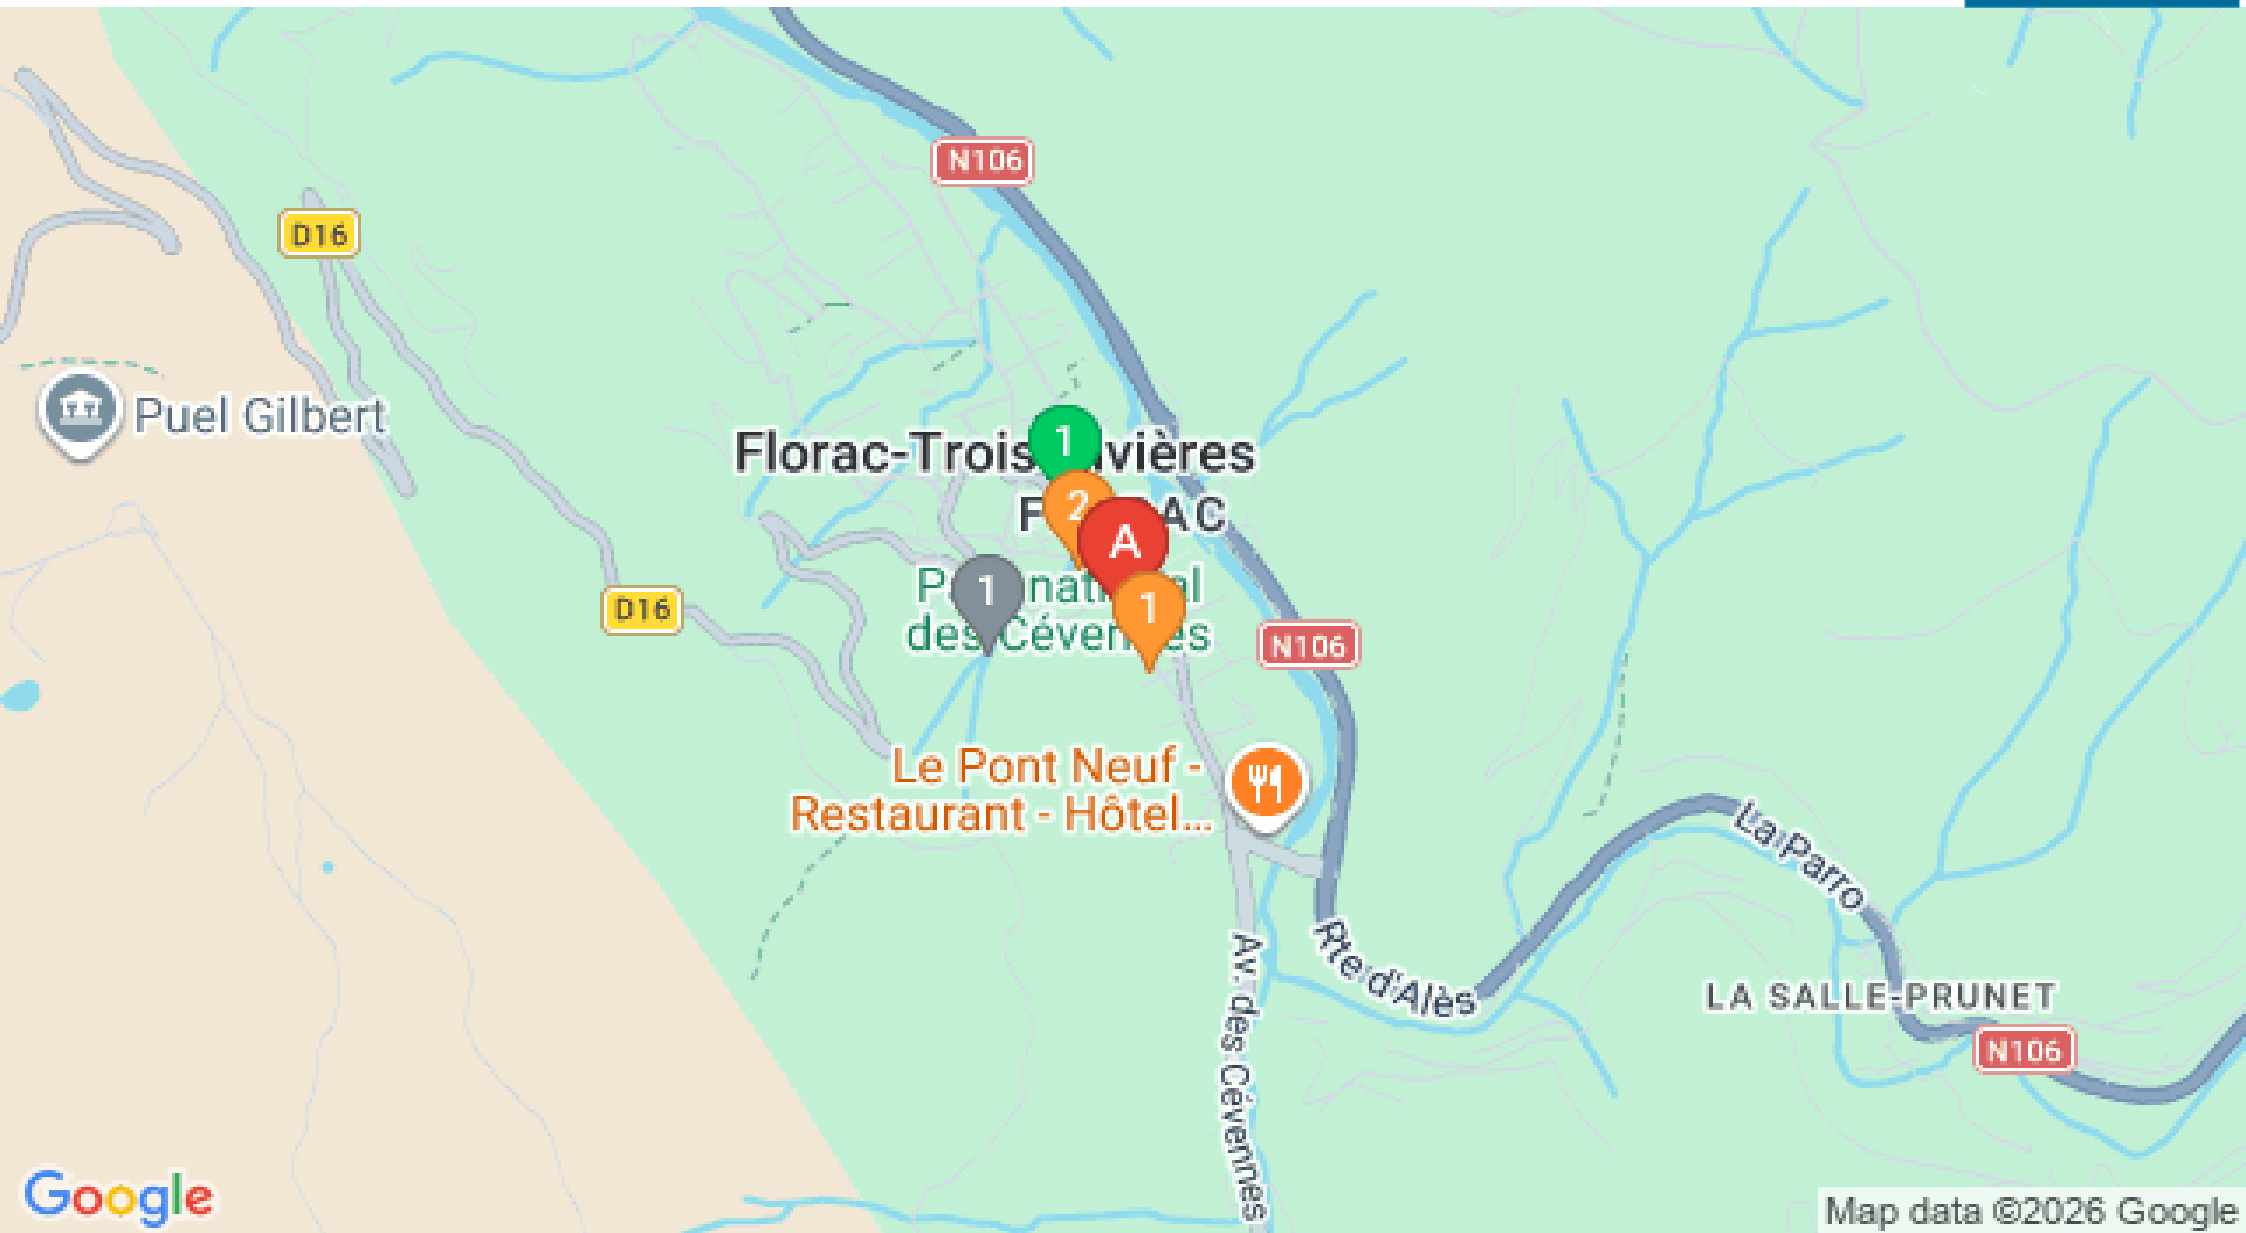 N106
D16
Puel Gilbert
1
Florac-Trois vières
2
F AC
A
1
1
P nat l
des Céven es
D16
N106
Le Pont Neuf -
Restaurant - Hôtel...
La Parro
Rte d'Alès
Av. des Cévennes
LA SALLE-PRUNET
N106
Google
Map data ©2026 Google